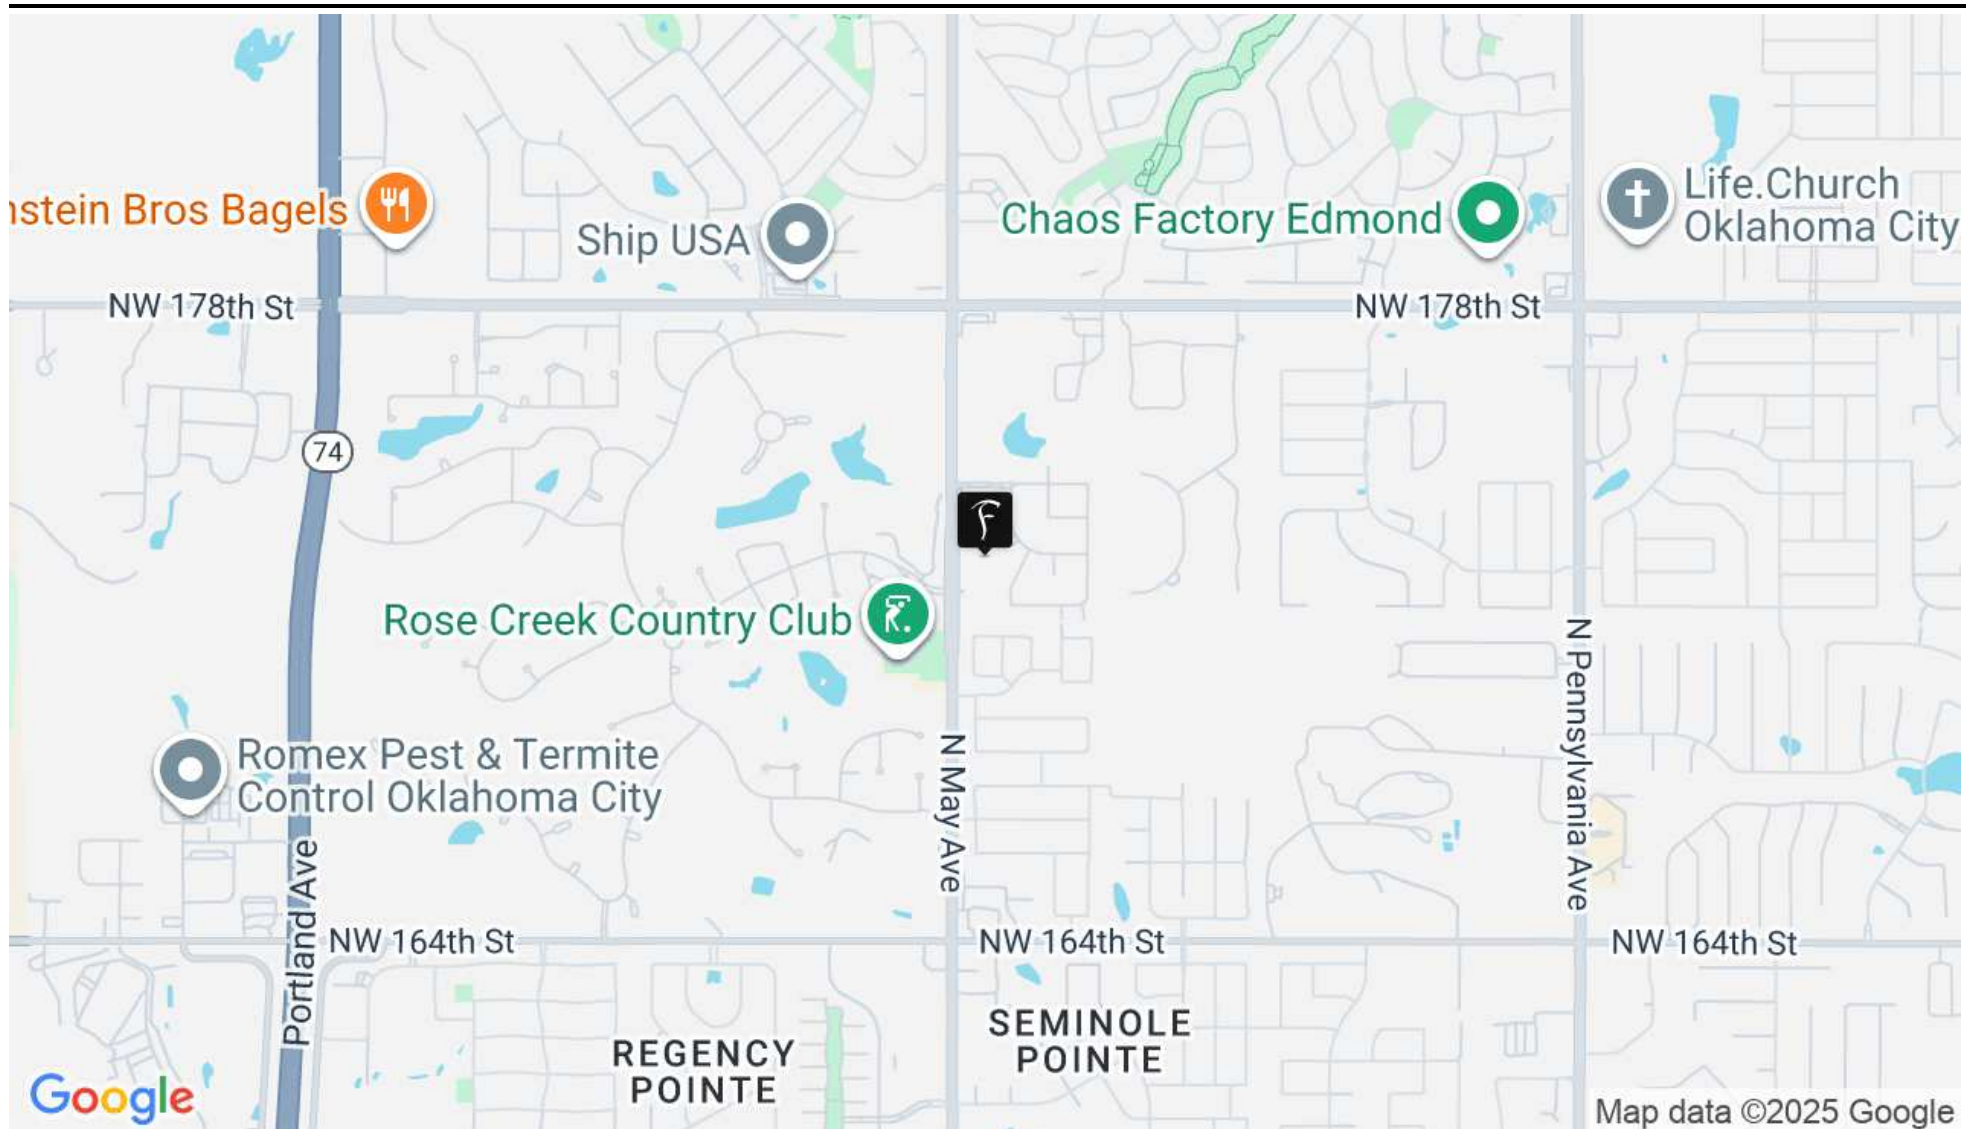 nstein Bros Bagels
Ship USA
Chaos Factory Edmond
Life.Church
Oklahoma City
NW 178th St
NW 178th St
74
F
Rose Creek Country Club
Romex Pest & Termite
Control Oklahoma City
N May Ave
N Pennsylvania Ave
Portland Ave
NW 164th St
NW 164th St
NW 164th St
REGENCY
POINTE
SEMINOLE
POINTE
Google
Map data ©2025 Google